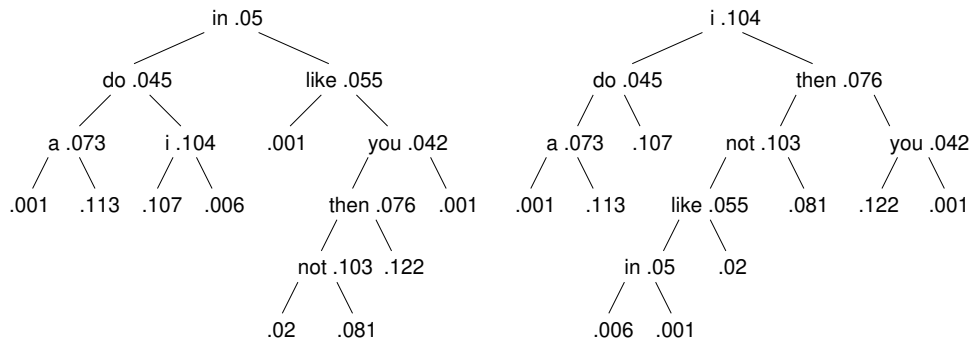 in .05 i .104
do .045 like .055 do .045 then .076
a .073 i .104 .001 you .042 a .073 .107 not .103 you .042
.001 .113 .107 .006 then .076 .001 .001 .113 like .055 .081 .122 .001
not .103 .122 in .05 .02
.02 .081 .006 .001